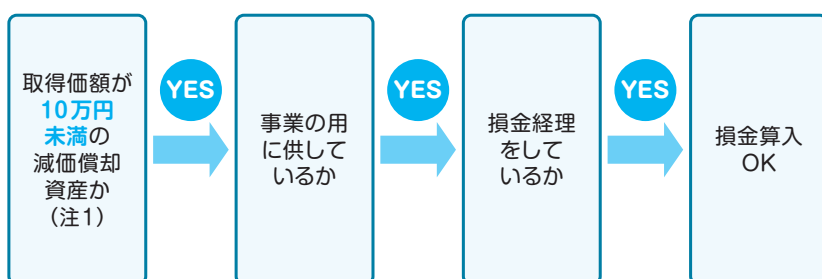 取得価額が
10万円
未満の
減価償却
資産か
（注1）
YES
事業の用
に供して
いるか
YES
損金経理
をして
いるか
YES
損金算入
OK